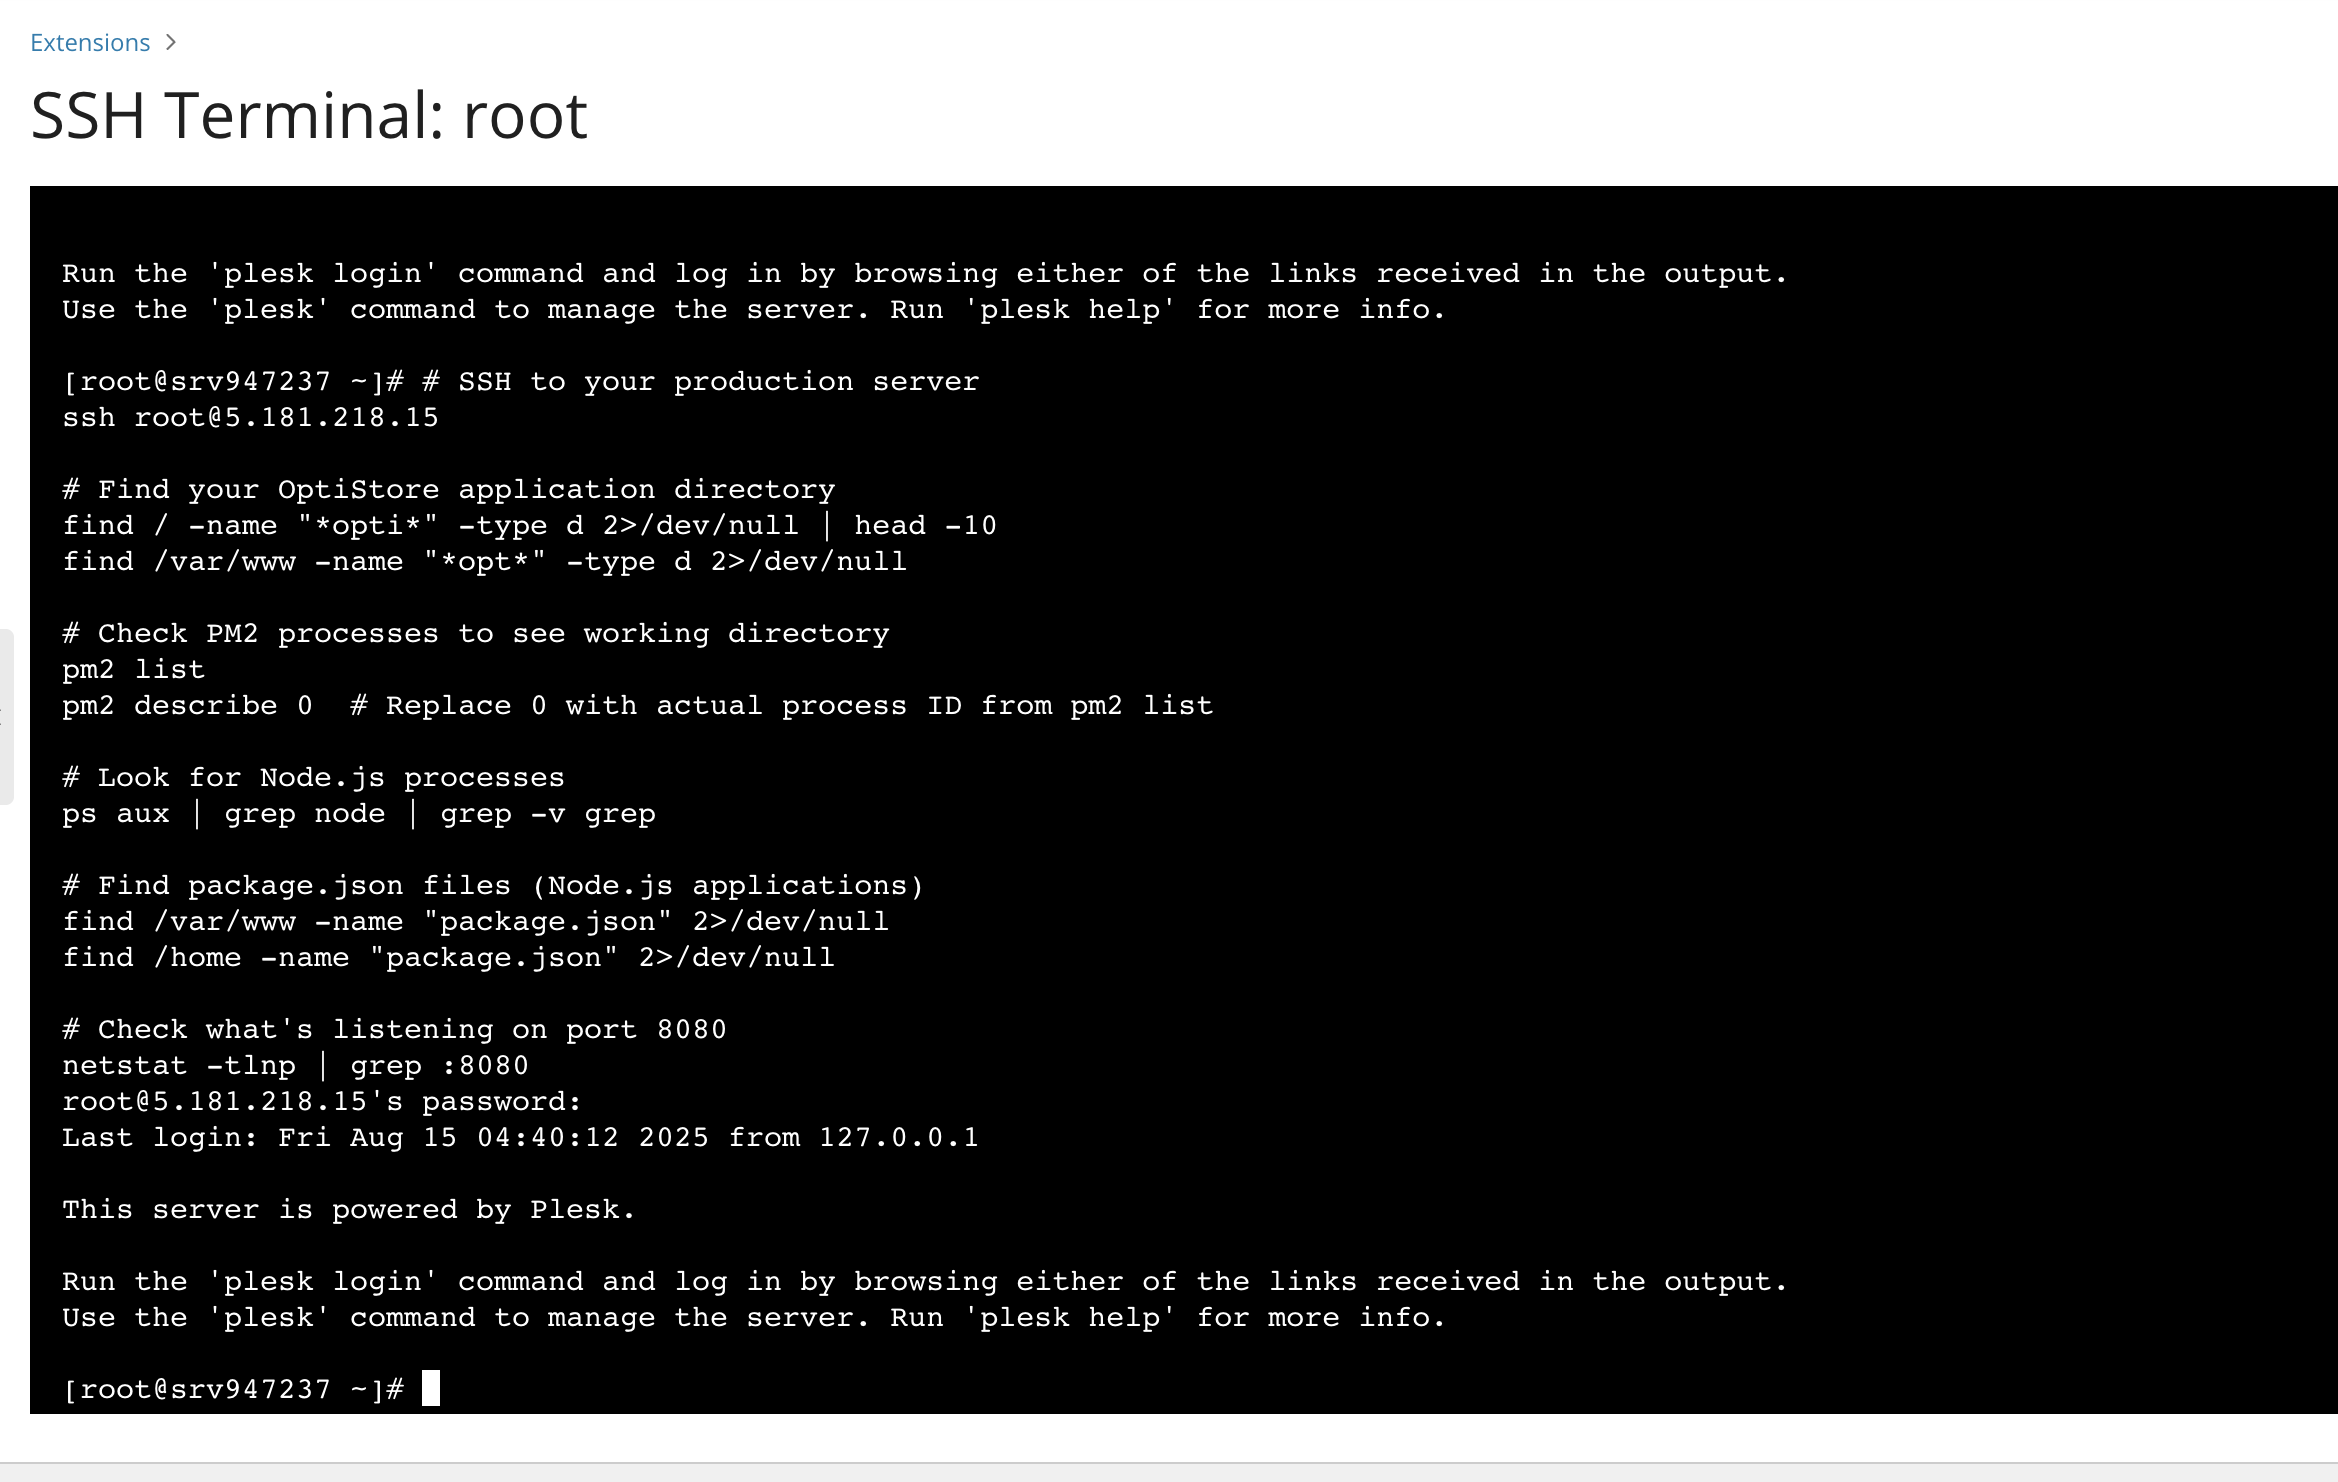 Extensions >
SSH Terminal: root
Run the 'plesk login' command and log in by browsing either of the links received in the output.
Use the 'plesk' command to manage the server. Run 'plesk help' for more info.
[root@srv947237 ~]# # SSH to your production server
ssh root@5.181.218.15
# Find your OptiStore application directory
find / -name "*opti*" -type d 2>/dev/null | head -10
find /var/www -name "*opt*" -type d 2>/dev/null
# Check PM2 processes to see working directory
pm2 list
pm2 describe 0  # Replace 0 with actual process ID from pm2 list
# Look for Node.js processes
ps aux | grep node | grep -v grep
# Find package.json files (Node.js applications)
find /var/www -name "package.json" 2>/dev/null
find /home -name "package.json" 2>/dev/null
# Check what's listening on port 8080
netstat -tlnp | grep :8080
root@5.181.218.15's password:
Last login: Fri Aug 15 04:40:12 2025 from 127.0.0.1
This server is powered by Plesk.
Run the 'plesk login' command and log in by browsing either of the links received in the output.
Use the 'plesk' command to manage the server. Run 'plesk help' for more info.
[root@srv947237 ~]#